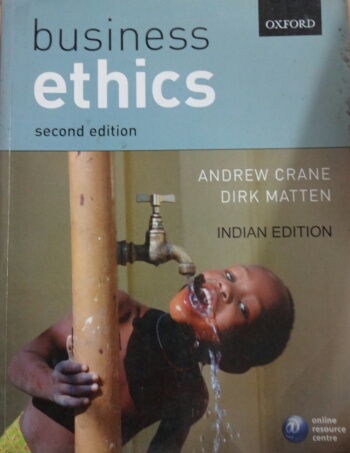 OXFORD
business
ethics
second edition
ANDREW CRANE
DIRK MATTEN
INDIAN EDITION
online
resource
centre